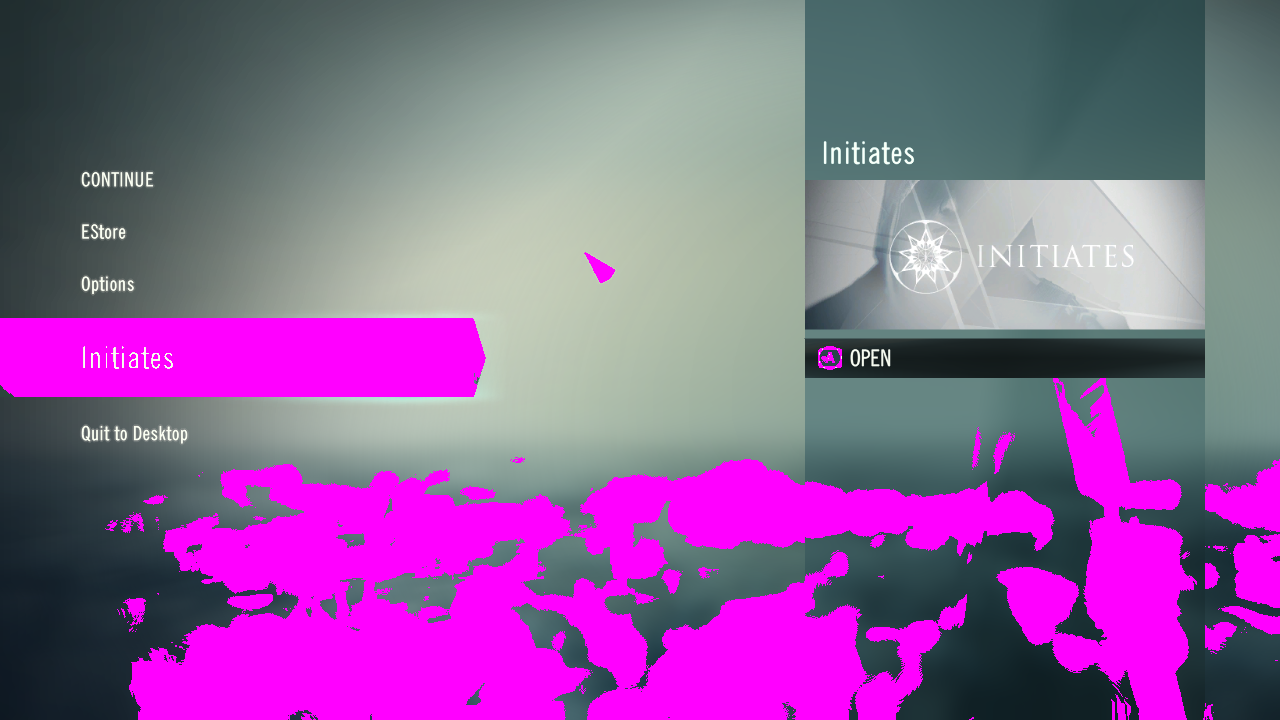 CONTINUE
EStore
Options
Initiates
Quit to Desktop
Initiates
INITIATES
A OPEN